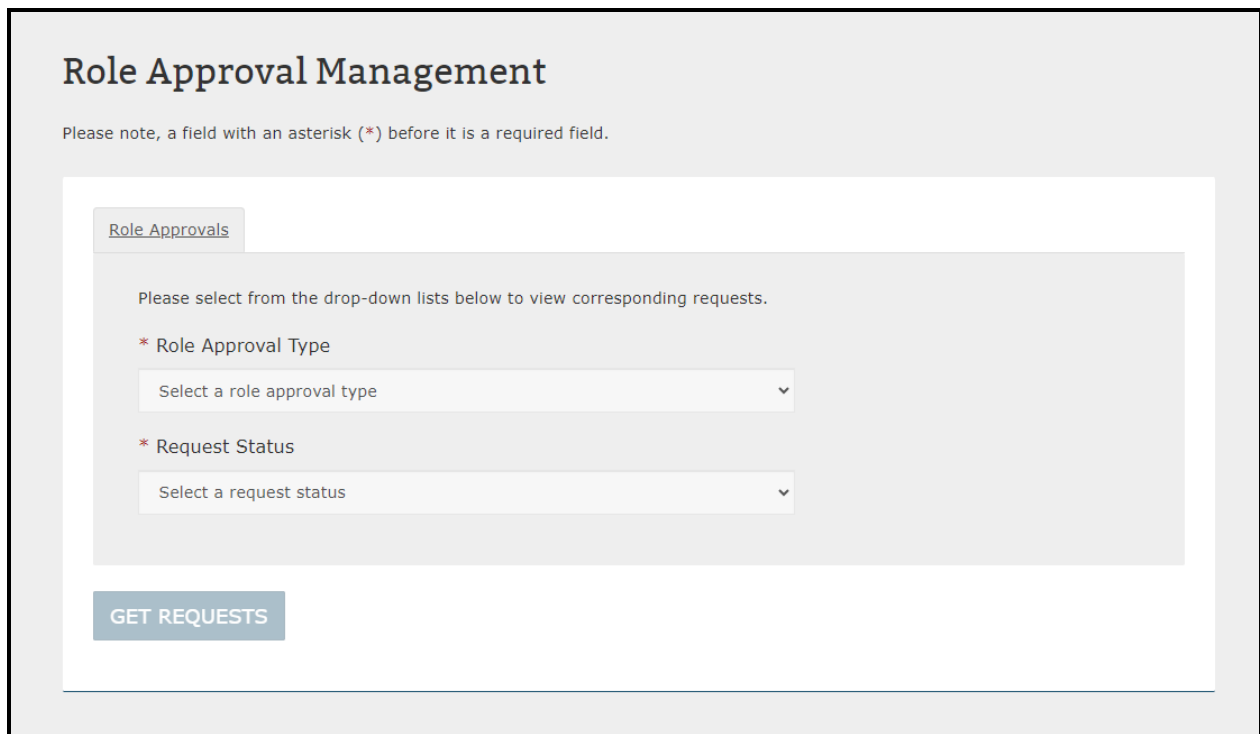 Role Approval Management
Please note, a field with an asterisk (*) before it is a required field.
Role Approvals
Please select from the drop-down lists below to view corresponding requests.
* Role Approval Type
Select a role approval type
* Request Status
Select a request status
GET REQUESTS